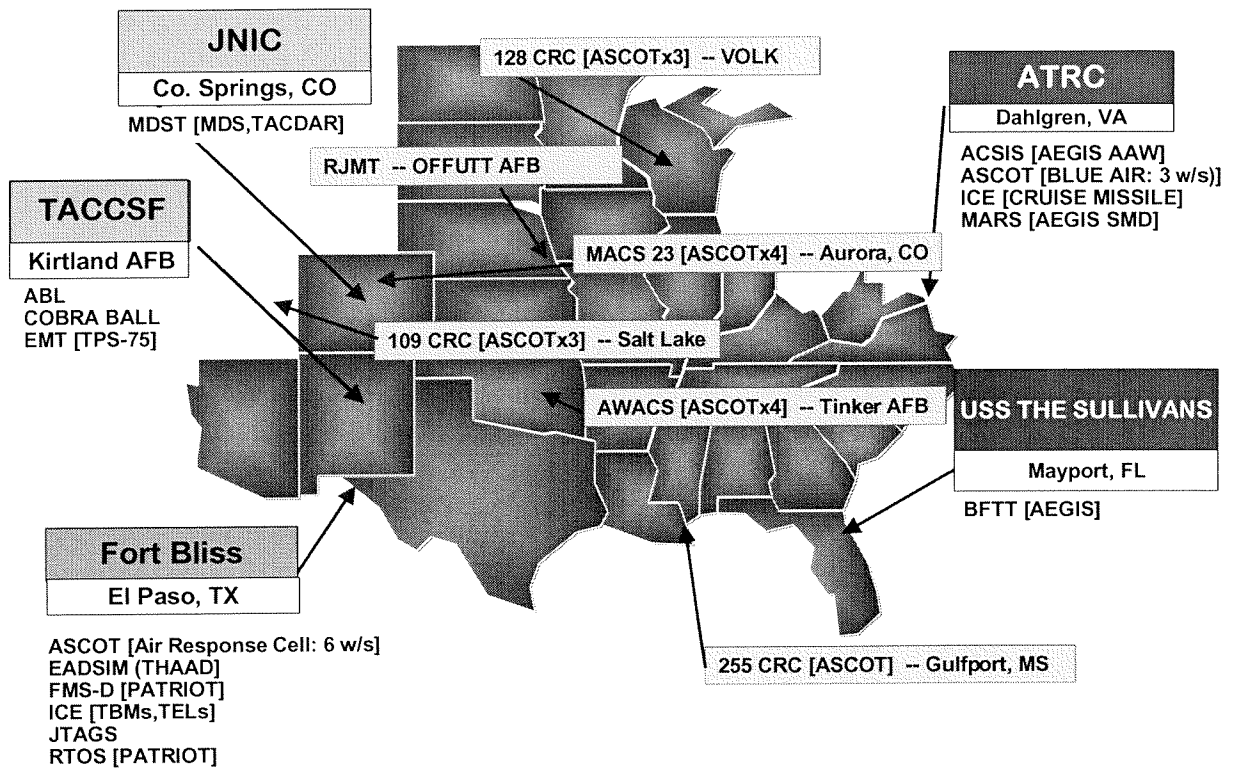 JNIC
Co. Springs, CO
MDST [MDS,TACDAR]
128 CRC [ASCOTx3] -- VOLK
ATRC
Dahlgren, VA
ACSIS [AEGIS AAW]
ASCOT [BLUE AIR: 3 w/s)]
ICE [CRUISE MISSILE]
MARS [AEGIS SMD]
RJMT -- OFFUTT AFB
TACCSF
Kirtland AFB
ABL
COBRA BALL
EMT [TPS-75]
MACS 23 [ASCOTx4] -- Aurora, CO
109 CRC [ASCOTx3] -- Salt Lake
AWACS [ASCOTx4] -- Tinker AFB
USS THE SULLIVANS
Mayport, FL
BFTT [AEGIS]
Fort Bliss
El Paso, TX
ASCOT [Air Response Cell: 6 w/s]
EADSIM (THAAD]
FMS-D [PATRIOT]
ICE [TBMs,TELs]
JTAGS
RTOS [PATRIOT]
255 CRC [ASCOT] -- Gulfport, MS